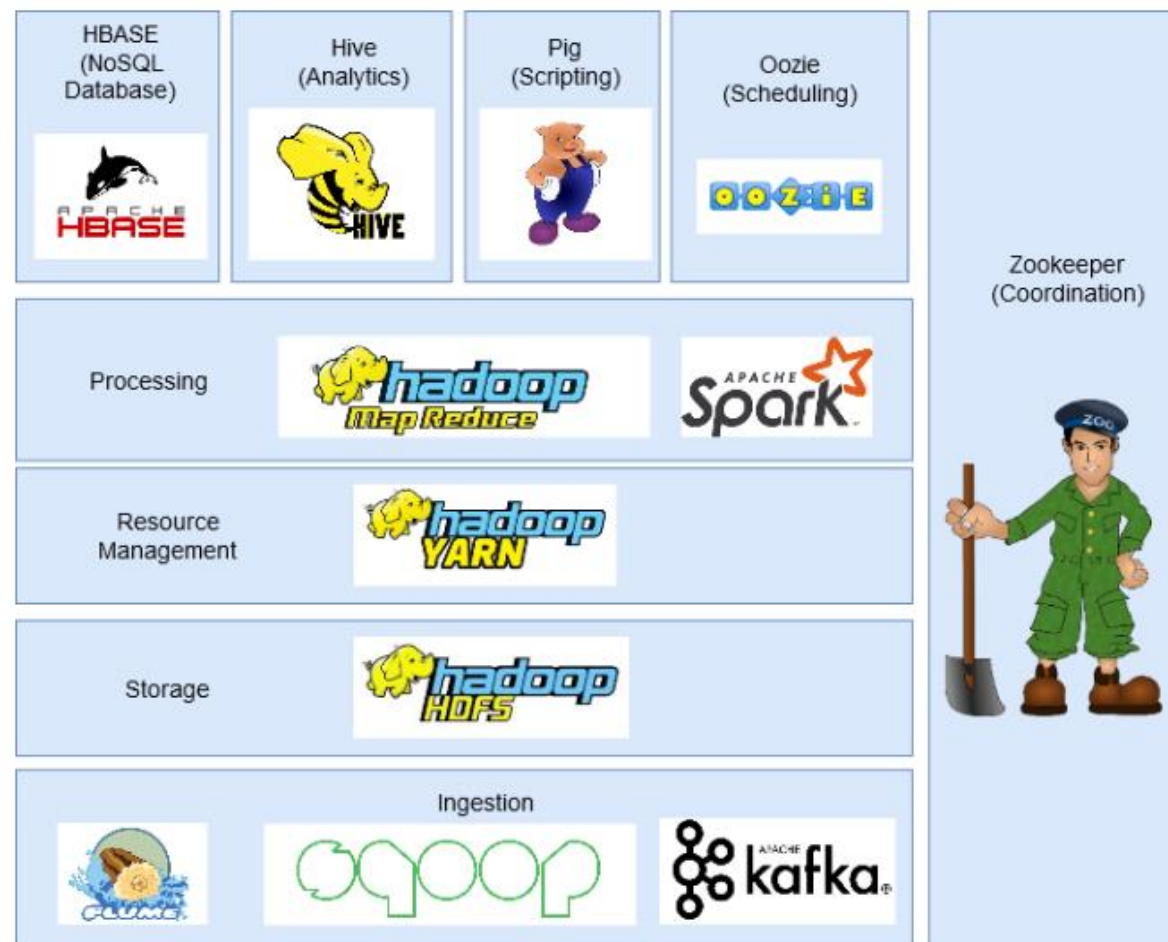 HBASE
(NoSQL
Database)
APACHE
HBASE
Hive
(Analytics)
HIVE
Pig
(Scripting)
Oozie
(Scheduling)
OOZiE
Zookeeper
(Coordination)
ZOO
Processing
hadoop
Map Reduce
APACHE
Spark
Resource
Management
hadoop
YARN
Storage
hadoop
HDFS
Ingestion
FLUME
sqoop
APACHE
kafka®